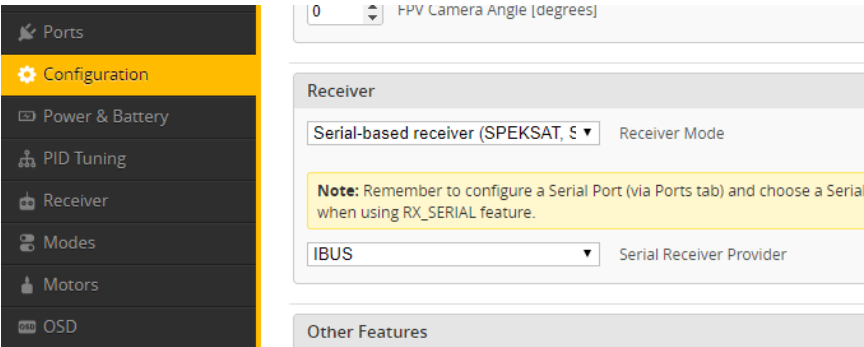 0 FPV Camera Angle [degrees]
Ports
Configuration
Receiver
Power & Battery
Serial-based receiver (SPEKSAT, S Receiver Mode
PID Tuning
Note: Remember to configure a Serial Port (via Ports tab) and choose a Serial
Receiver
when using RX_SERIAL feature.
Modes
IBUS Serial Receiver Provider
Motors
OSD OSD
Other Features